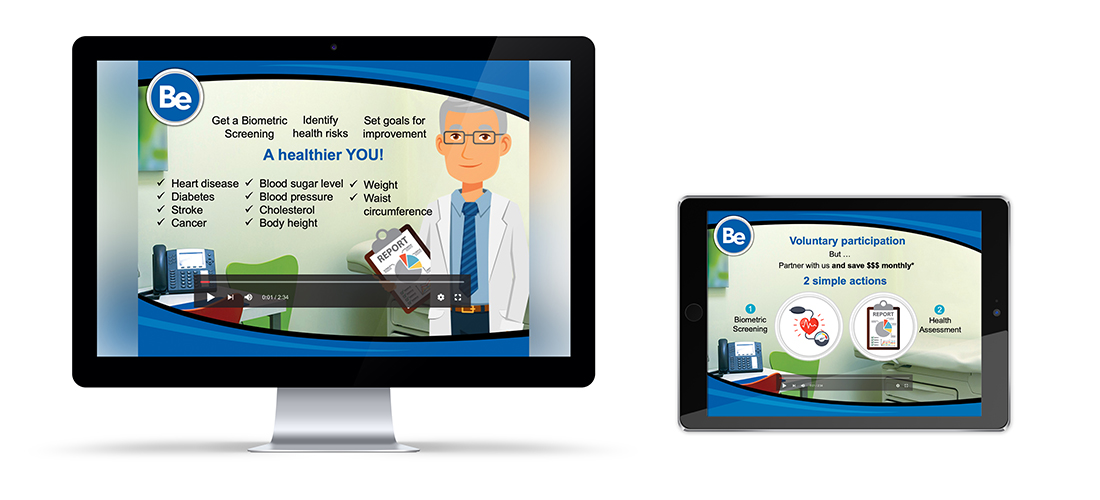 Be
Get a Biometric
Screening
Identify
health risks
Set goals for
improvement
A healthier YOU!
✓ Heart disease
✓ Diabetes
✓ Stroke
✓ Cancer
✓ Blood sugar level
✓ Blood pressure
✓ Cholesterol
✓ Body height
✓ Weight
✓ Waist
circumference
REPORT
0:01 / 2:34
Be
Voluntary participation
But ...
Partner with us and save $$$ monthly*
2 simple actions
1
Biometric
Screening
REPORT
2
Health
Assessment